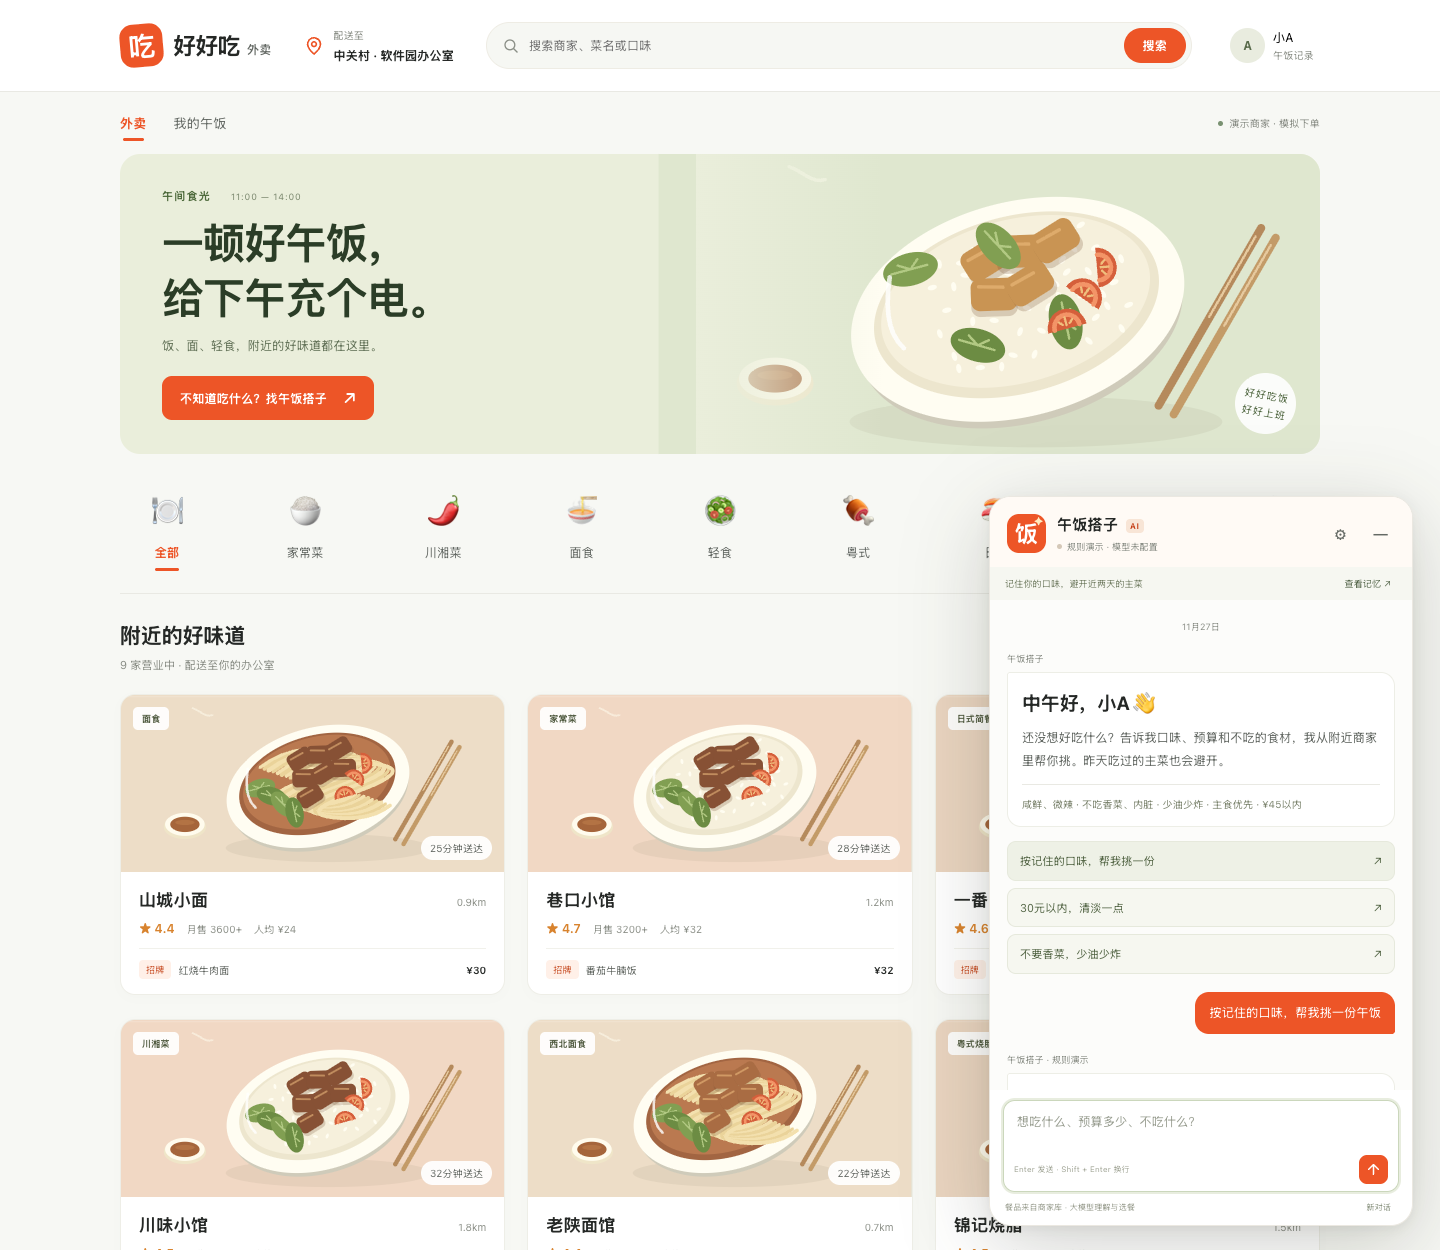 吃 好好吃 外卖
配送至
中关村 · 软件园办公室
搜索商家、菜名或口味
搜索
A
小A
午饭记录
外卖
我的午饭
演示商家 · 模拟下单
午间食光
11:00 — 14:00
一顿好午饭，
给下午充个电。
饭、面、轻食，附近的好味道都在这里。
不知道吃什么？找午饭搭子
好好吃饭
好好上班
全部
家常菜
川湘菜
面食
轻食
粤式
附近的好味道
9 家营业中 · 配送至你的办公室
面食
25分钟送达
山城小面
0.9km
4.4 月售 3600+ 人均 ¥24
招牌 红烧牛肉面 ¥30
家常菜
28分钟送达
巷口小馆
1.2km
4.7 月售 3200+ 人均 ¥32
招牌 番茄牛腩饭 ¥32
日式简餐
一番
4.6
招牌
川湘菜
32分钟送达
川味小馆
1.8km
西北面食
22分钟送达
老陕面馆
0.7km
粤式烧腊
锦记烧腊
1.5km
饭
午饭搭子 AI
规则演示 · 模型未配置
记住你的口味，避开近两天的主菜
查看记忆
11月27日
午饭搭子
中午好，小A👋
还没想好吃什么？告诉我口味、预算和不吃的食材，我从附近商家
里帮你挑。昨天吃过的主菜也会避开。
咸鲜、微辣 · 不吃香菜、内脏 · 少油少炸 · 主食优先 · ¥45以内
按记住的口味，帮我挑一份
30元以内，清淡一点
不要香菜，少油少炸
按记住的口味，帮我挑一份午饭
午饭搭子 · 规则演示
想吃什么、预算多少、不吃什么？
Enter 发送 · Shift + Enter 换行
餐品来自商家库 · 大模型理解与选餐
新对话